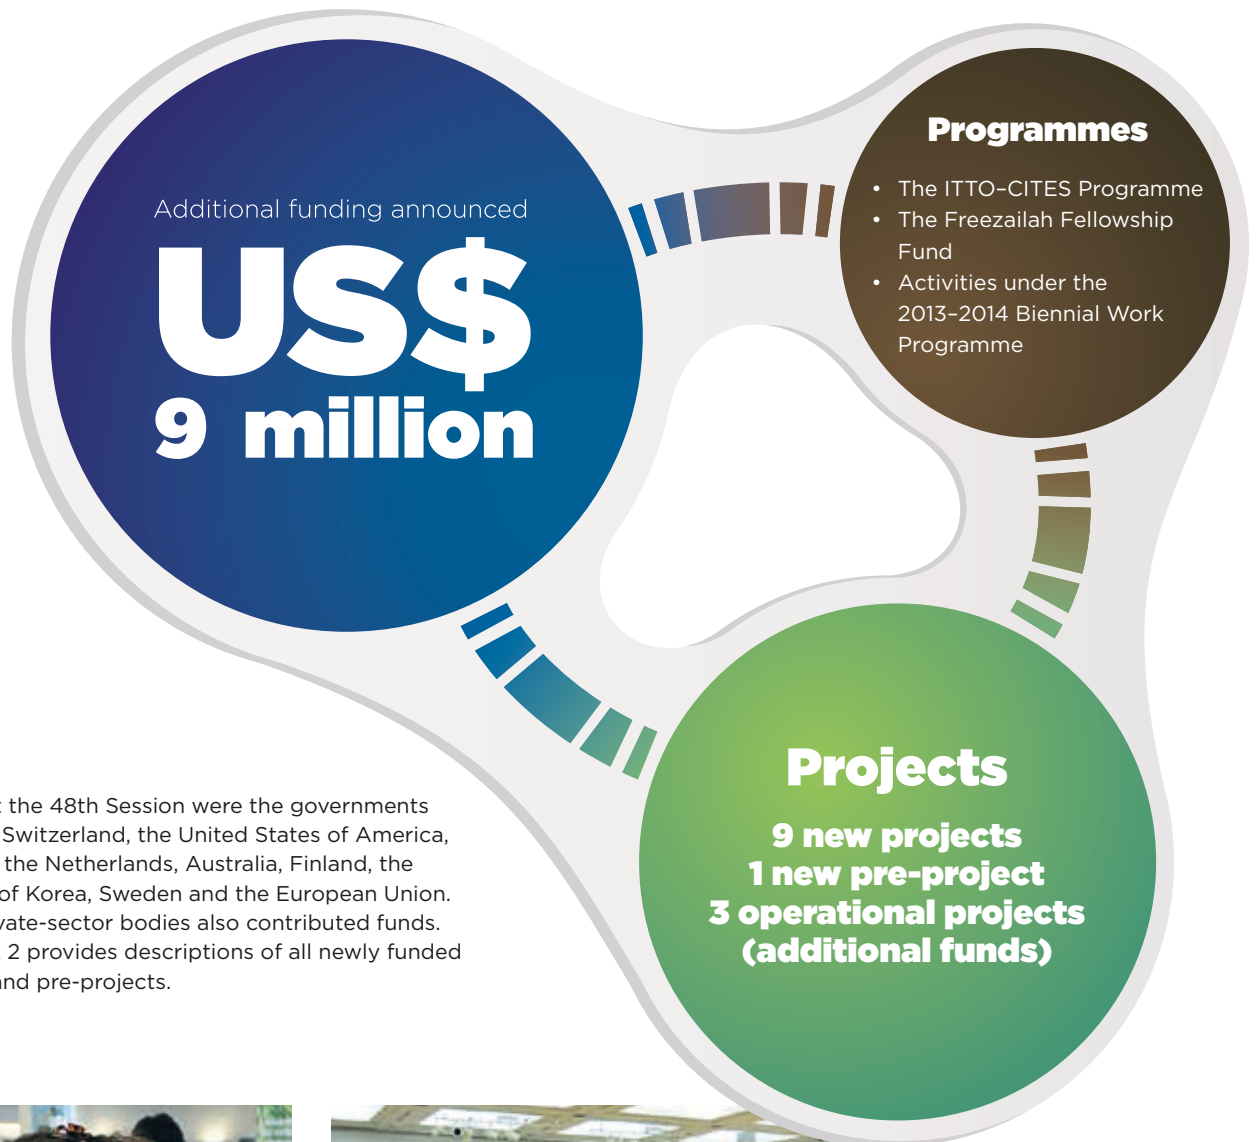 Additional funding announced
US$
9 million
Programmes
• The ITTO–CITES Programme
• The Freezailah Fellowship
Fund
• Activities under the
2013–2014 Biennial Work
Programme
Projects
9 new projects
1 new pre-project
3 operational projects
(additional funds)
the 48th Session were the governments
Switzerland, the United States of America,
the Netherlands, Australia, Finland, the
of Korea, Sweden and the European Union.
bodies also contributed funds.
2 provides descriptions of all newly funded
and pre-projects.